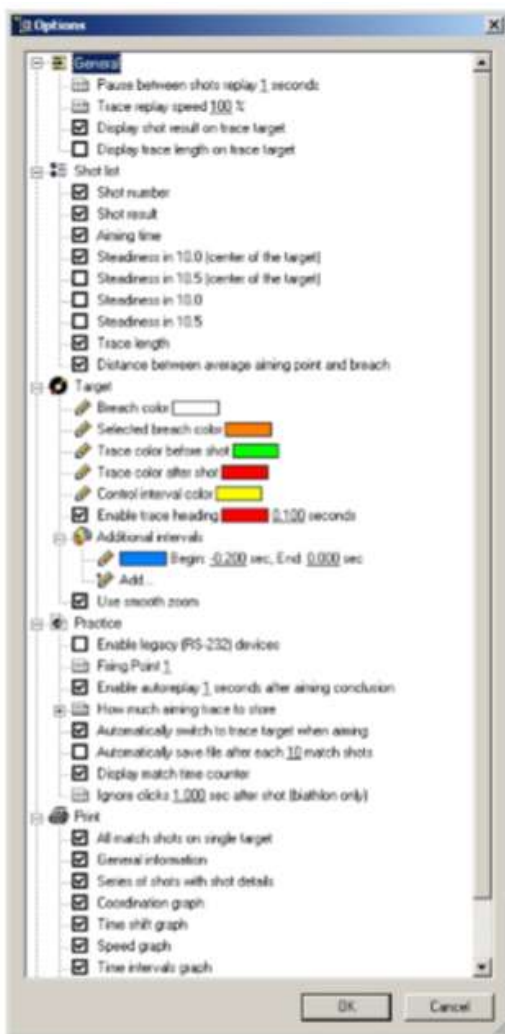 Options
General
Pause between shots replay 1 seconds
Trace replay speed 100 %
Display shot result on trace target
Display trace length on trace target
Shot list
Shot number
Shot result
Aiming time
Steadiness in 10.0 (center of the target)
Steadiness in 10.5 (center of the target)
Steadiness in 10.0
Steadiness in 10.5
Trace length
Distance between average aiming point and breach
Target
Breach color
Selected breach color
Trace color before shot
Trace color after shot
Control interval color
Enable trace heading 0.100 seconds
Additional intervals
Begin: -0.200 sec, End: 0.000 sec
Add...
Use smooth zoom
Practice
Enable legacy (RS-232) devices
Firing Point 1
Enable autoreplay 1 seconds after aiming conclusion
How much aiming trace to store
Automatically switch to trace target when aiming
Automatically save file after each 10 match shots
Display match time counter
Ignore clicks 1.000 sec after shot (biathlon only)
Print
All match shots on single target
General information
Series of shots with shot details
Coordination graph
Time shift graph
Speed graph
Time intervals graph
OK Cancel